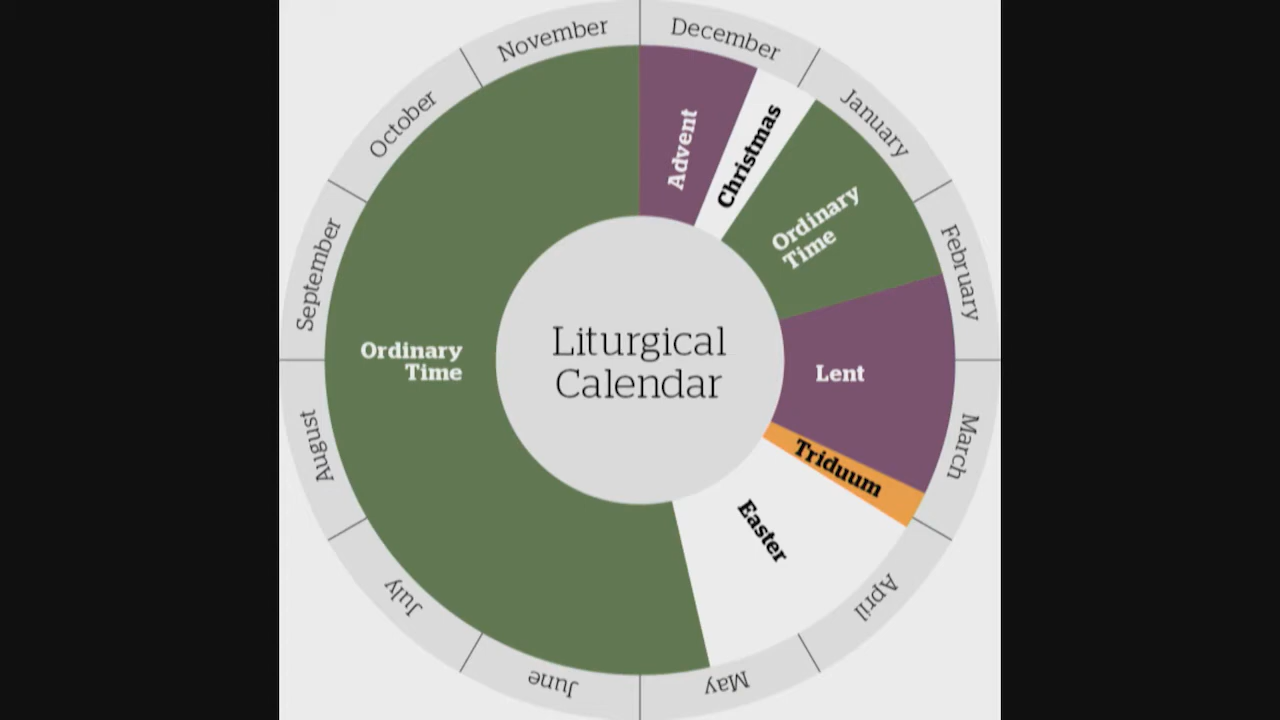 December
January
February
March
April
May
June
July
August
September
October
November
Advent
Christmas
Ordinary
Time
Lent
Triduum
Easter
Ordinary
Time
Liturgical
Calendar